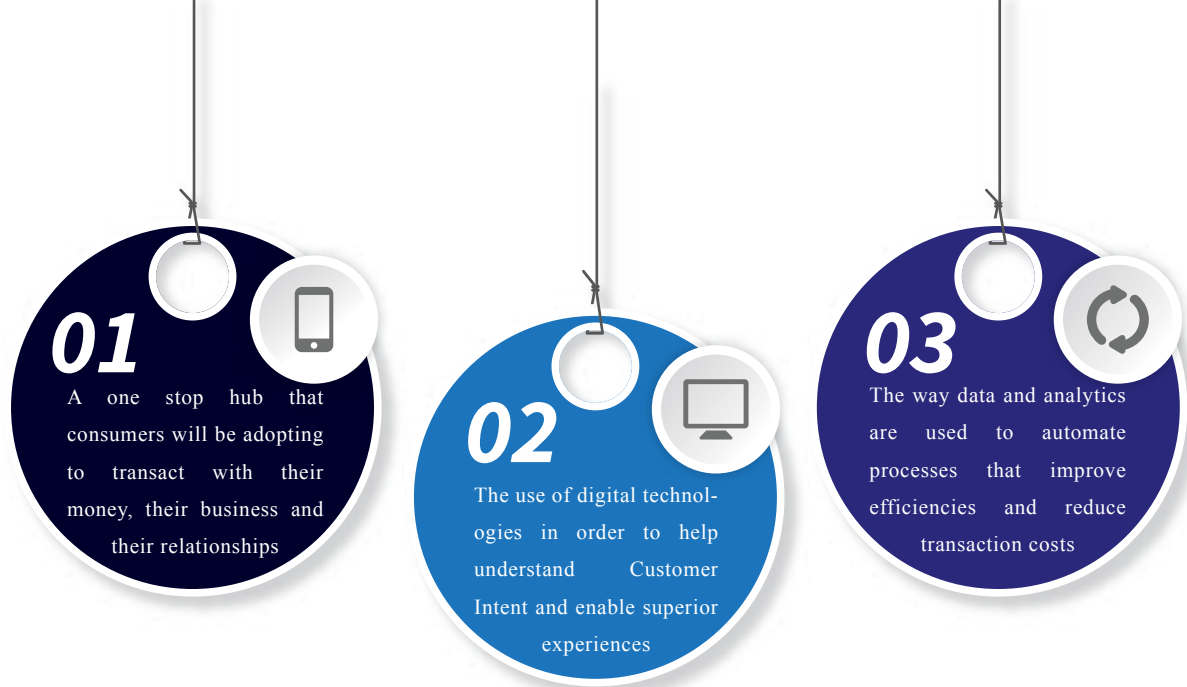 01
A one stop hub that
consumers will be adopting
to transact with their
money, their business and
their relationships
02
The use of digital technol-
ogies in order to help
understand Customer
Intent and enable superior
experiences
03
The way data and analytics
are used to automate
processes that improve
efficiencies and reduce
transaction costs